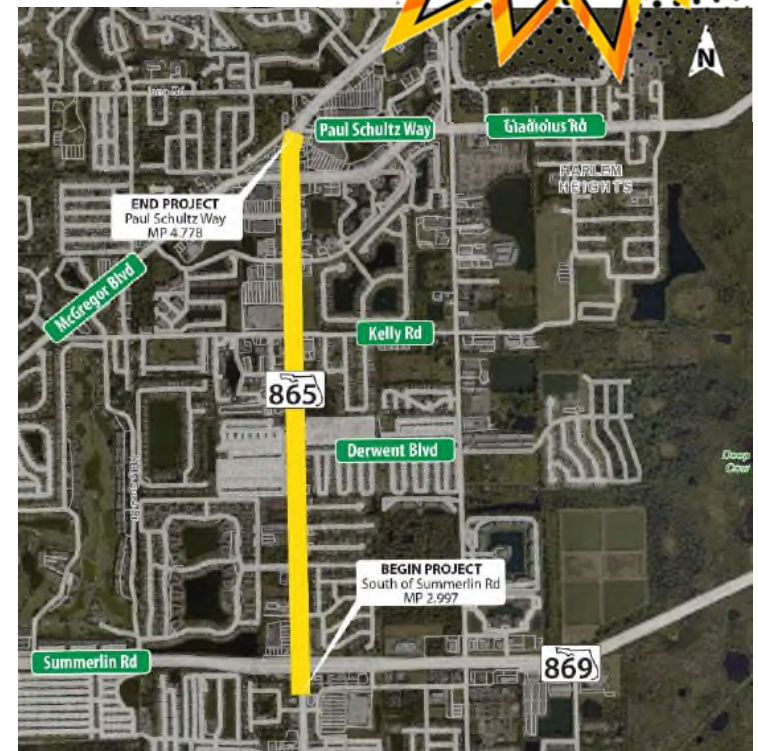 N
Paul Schultz Way
Gladiolus Rd
HARLEM
HEIGHTS
END PROJECT
Paul Schultz Way
MP 4.778
McGregor Blvd
Kelly Rd
865
Derwent Blvd
Deep
BEGIN PROJECT
South of Summerlin Rd
MP 2.997
Summerlin Rd
869